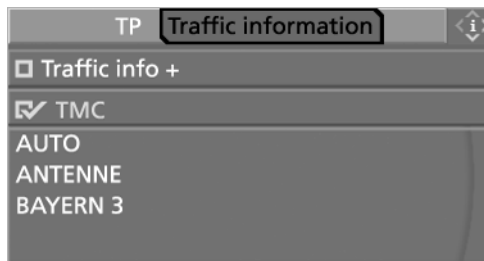 TP Traffic information i
Traffic info +
TMC
AUTO
ANTENNE
BAYERN 3